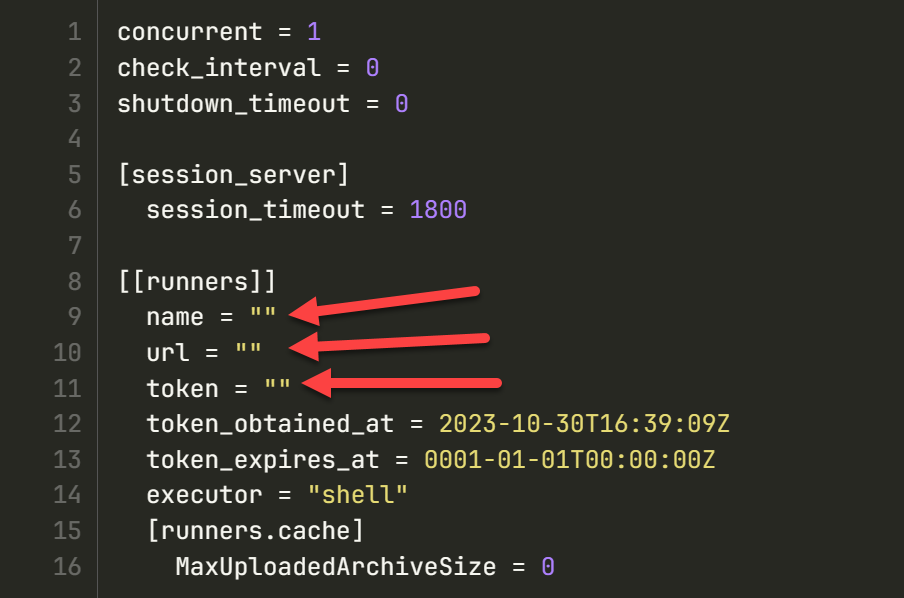 1 concurrent = 1
2 check_interval = 0
3 shutdown_timeout = 0
4
5 [session_server]
6 session_timeout = 1800
7
8 [[runners]]
9 name = ""
10 url = ""
11 token = ""
12 token_obtained_at = 2023-10-30T16:39:09Z
13 token_expires_at = 0001-01-01T00:00:00Z
14 executor = "shell"
15 [runners.cache]
16 MaxUploadedArchiveSize = 0